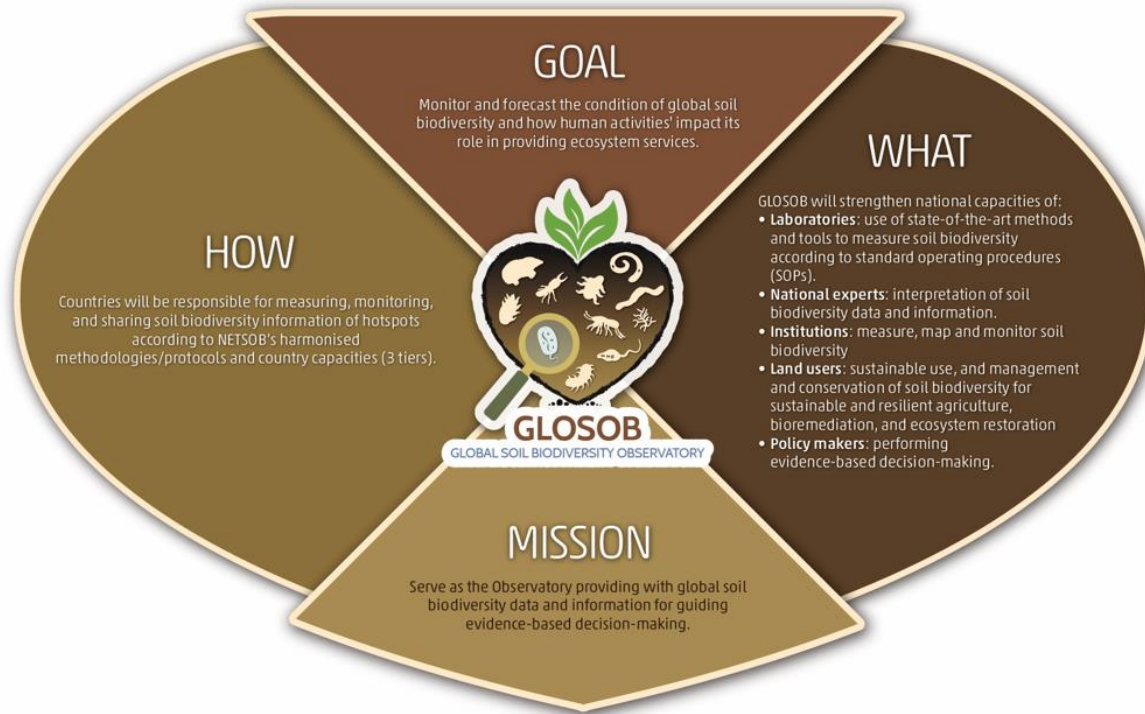 GOAL
Monitor and forecast the condition of global soil
biodiversity and how human activities' impact its
role in providing ecosystem services.
HOW
Countries will be responsible for measuring, monitoring,
and sharing soil biodiversity information of hotspots
according to NETSOB's harmonised
methodologies/protocols and country capacities (3 tiers).
WHAT
GLOSOB will strengthen national capacities of:
• Laboratories: use of state-of-the-art methods
and tools to measure soil biodiversity
according to standard operating procedures
(SOPs).
• National experts: interpretation of soil
biodiversity data and information.
• Institutions: measure, map and monitor soil
biodiversity
• Land users: sustainable use, and management
and conservation of soil biodiversity for
sustainable and resilient agriculture,
bioremediation, and ecosystem restoration
• Policy makers: performing
evidence-based decision-making.
GLOSOB
GLOBAL SOIL BIODIVERSITY OBSERVATORY
MISSION
Serve as the Observatory providing with global soil
biodiversity data and information for guiding
evidence-based decision-making.